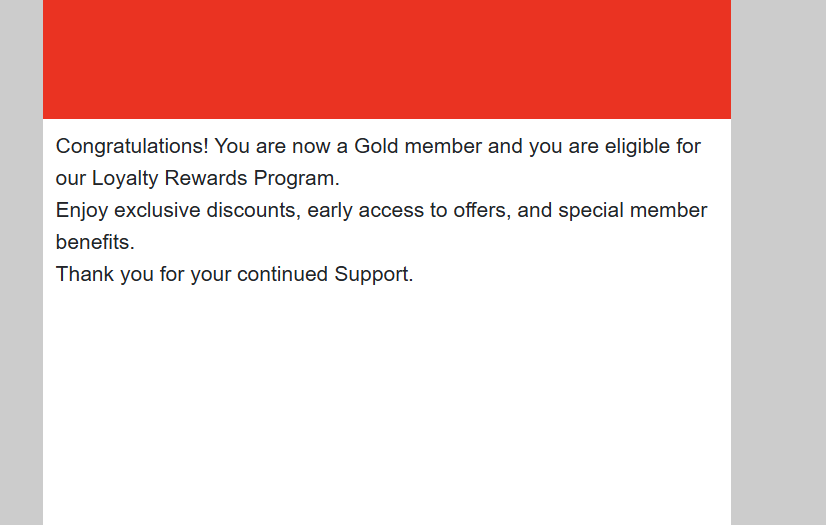 Congratulations! You are now a Gold member and you are eligible for
our Loyalty Rewards Program.
Enjoy exclusive discounts, early access to offers, and special member
benefits.
Thank you for your continued Support.